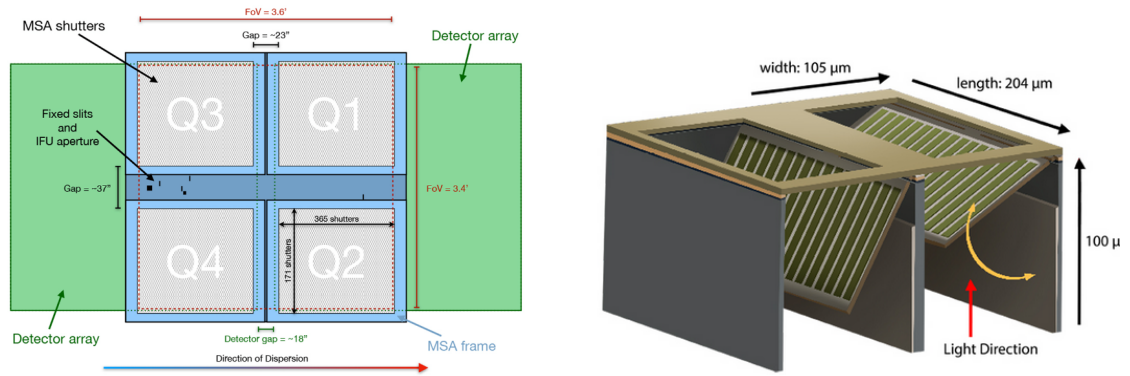 FoV = 3.6’
MSA shutters
Gap = ~23”
Detector array
Q3
Q1
Fixed slits
and
IFU aperture
Gap = ~37”
FoV = 3.4’
365 shutters
171 shutters
Q4
Q2
Detector array
Detector gap = ~18”
MSA frame
Direction of Dispersion
width: 105 µm
length: 204 µm
100 µ
Light Direction